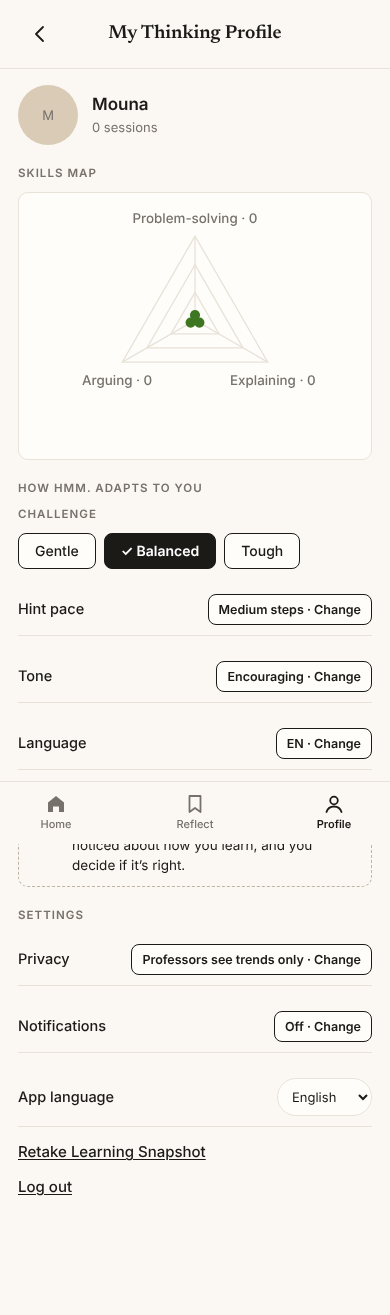 My Thinking Profile
M
Mouna
0 sessions
SKILLS MAP
Problem-solving · 0
Arguing · 0
Explaining · 0
HOW HMM. ADAPTS TO YOU
CHALLENGE
Gentle
✓ Balanced
Tough
Hint pace
Medium steps · Change
Tone
Encouraging · Change
Language
EN · Change
Home
Reflect
Profile
noticed about how you learn, and you
decide if it's right.
SETTINGS
Privacy
Professors see trends only · Change
Notifications
Off · Change
App language
English
Retake Learning Snapshot
Log out